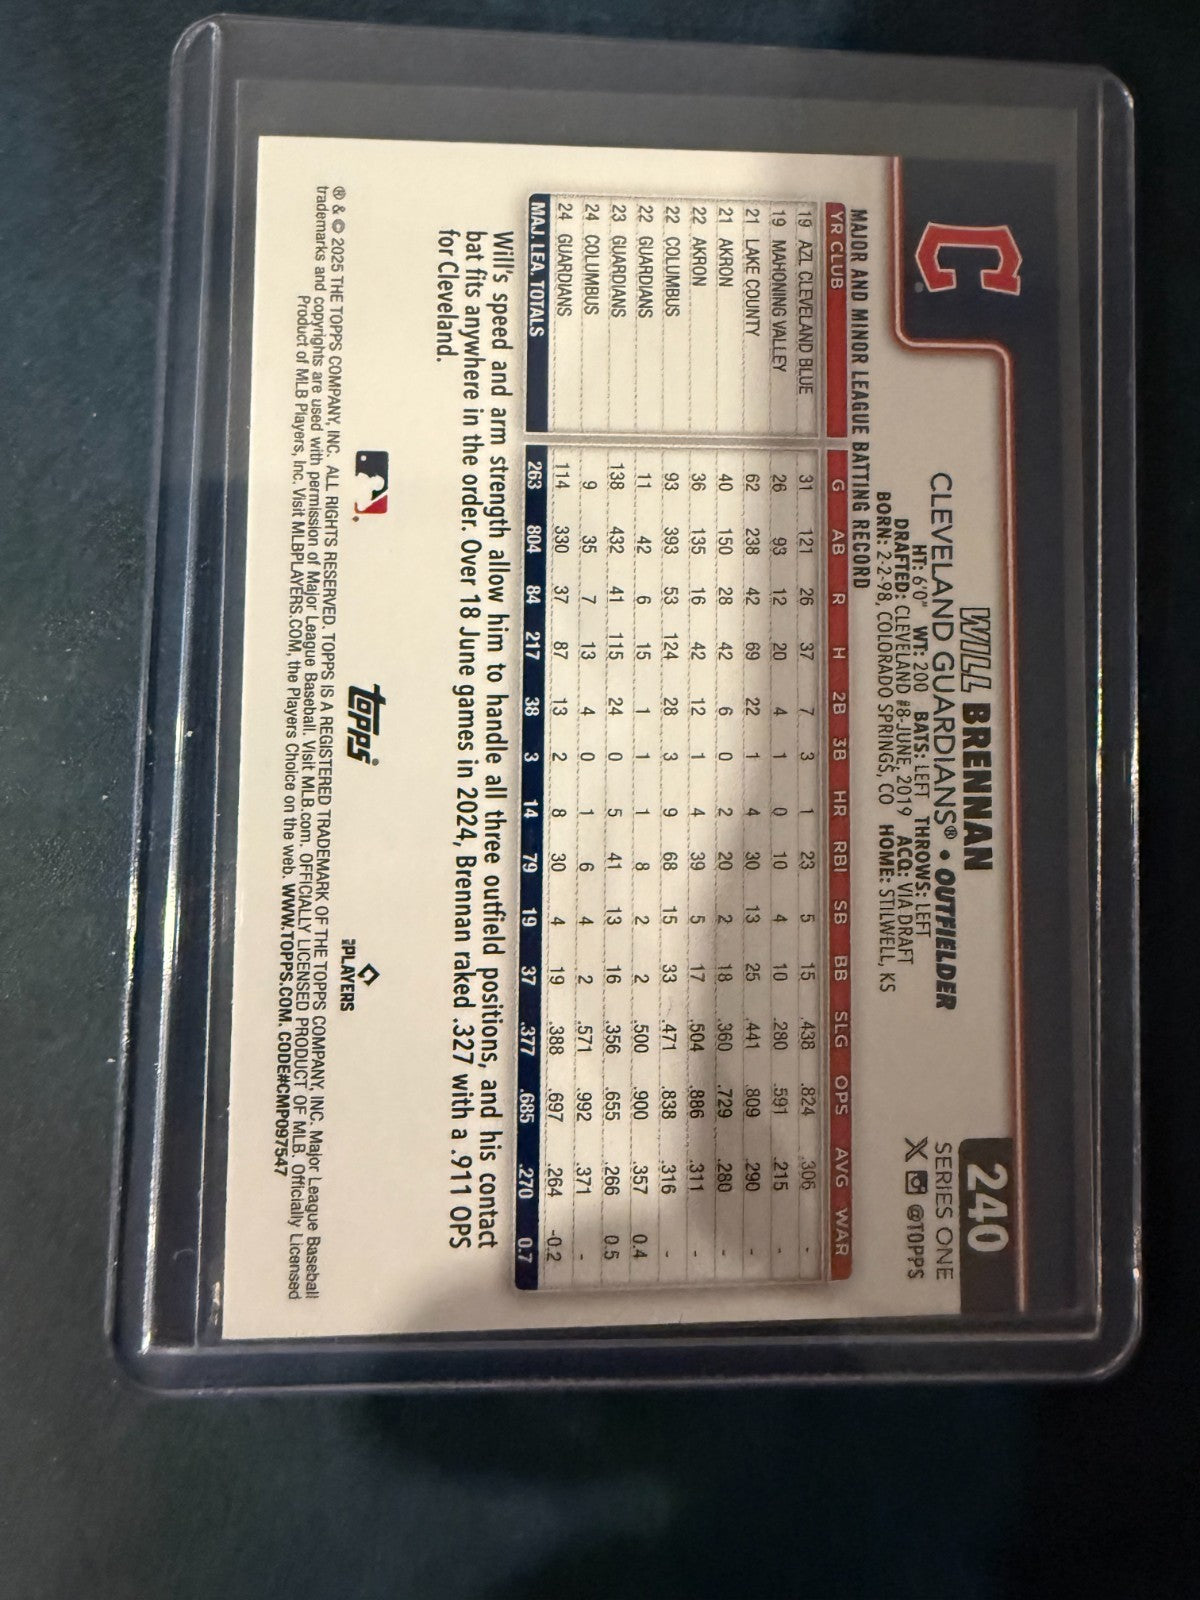 C
240
WILL BRENNAN
CLEVELAND GUARDIANS® • OUTFIELDER
SERIES ONE
HT: 6'0" WT: 200 BATS: LEFT THROWS: LEFT
X @TOPPS
DRAFTED: CLEVELAND #8-JUNE, 2019 ACQ: VIA DRAFT
BORN: 2-2-98, COLORADO SPRINGS, CO HOME: STILWELL, KS
MAJOR AND MINOR LEAGUE BATTING RECORD
YR CLUB G AB R H 2B 3B HR RBI SB BB SLG OPS AVG WAR
19 AZL CLEVELAND BLUE 31 121 26 37 7 3 1 23 5 15 .438 .824 .306 -
19 MAHONING VALLEY 26 93 12 20 4 1 0 10 4 10 .280 .591 .215 -
21 LAKE COUNTY 62 238 42 69 22 1 4 30 13 25 .441 .809 .290 -
21 AKRON 40 150 28 42 6 0 2 20 2 18 .360 .729 .280 -
22 AKRON 36 135 16 42 12 1 4 39 5 17 .504 .886 .311 -
22 COLUMBUS 93 393 53 124 28 3 9 68 15 33 .471 .838 .316 -
22 GUARDIANS 11 42 6 15 1 1 1 8 2 2 .500 .900 .357 0.4
23 GUARDIANS 138 432 41 115 24 0 5 41 13 16 .356 .655 .266 0.5
24 COLUMBUS 9 35 7 13 4 0 1 6 4 2 .571 .992 .371 -
24 GUARDIANS 114 330 37 87 13 2 8 30 4 19 .388 .697 .264 -0.2
MAJ. LEA. TOTALS 263 804 84 217 38 3 14 79 19 37 .377 .685 .270 0.7
Will's speed and arm strength allow him to handle all three outfield positions, and his contact
bat fits anywhere in the order. Over 18 June games in 2024, Brennan raked .327 with a .911 OPS
for Cleveland.
topps
PLAYERS
® & © 2025 THE TOPPS COMPANY, INC. ALL RIGHTS RESERVED. TOPPS IS A REGISTERED TRADEMARK OF THE TOPPS COMPANY, INC. Major League Baseball
trademarks and copyrights are used with permission of Major League Baseball. Visit MLB.com. OFFICIALLY LICENSED PRODUCT OF MLB. Officially Licensed
Product of MLB Players, Inc. Visit MLBPLAYERS.COM, the Players Choice on the web. WWW.TOPPS.COM. CODE#CMP097547